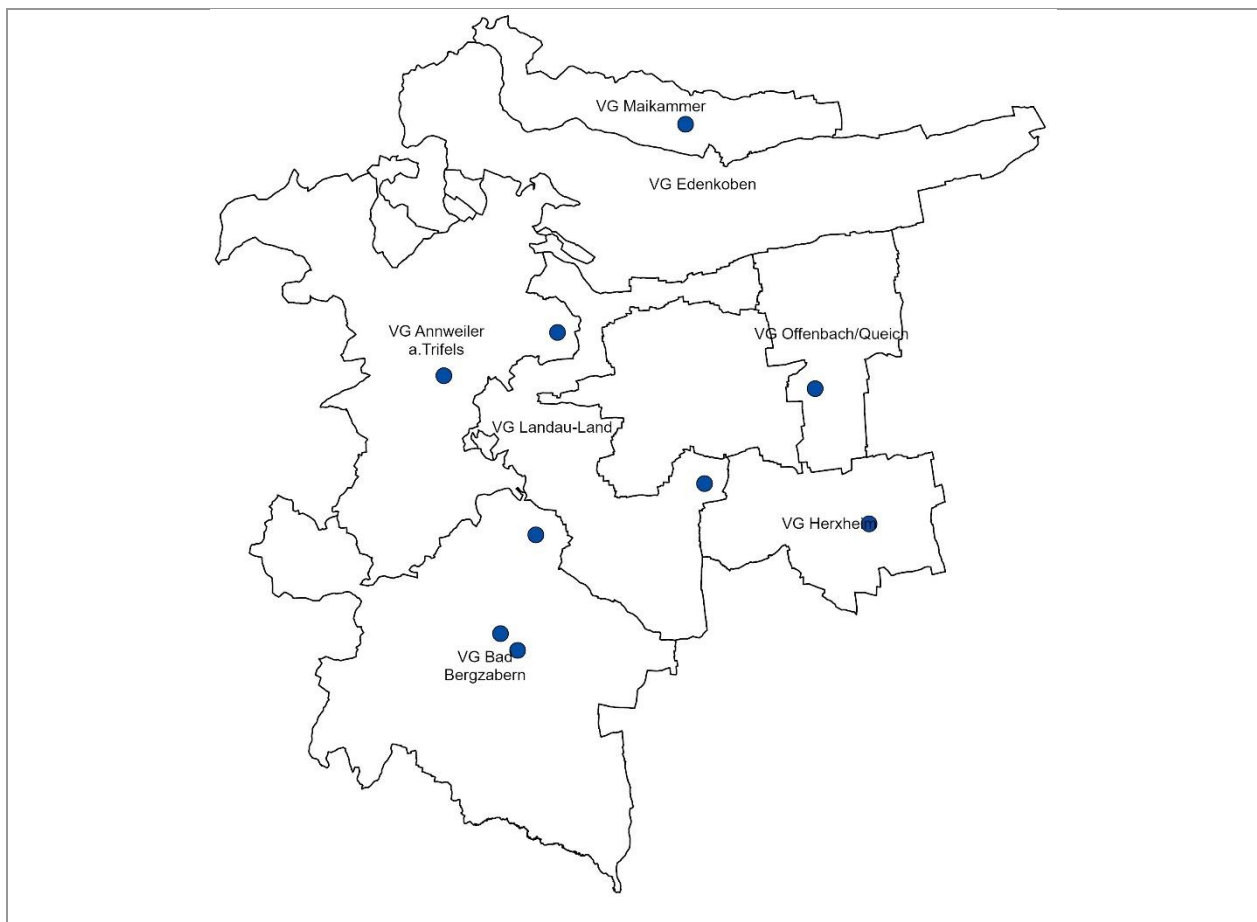 VG Maikammer
VG Edenkoben
VG Annweiler
a.Trifels
VG Offenbach/Queich
VG Landau-Land
VG Herxheim
VG Bad
Bergzabern